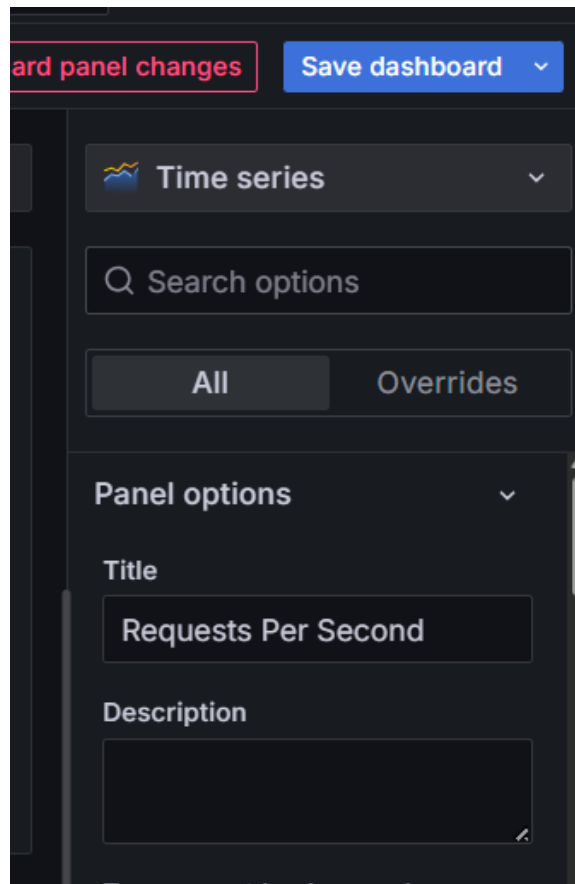 ard panel changes Save dashboard
Time series
Search options
All Overrides
Panel options
Title
Requests Per Second
Description